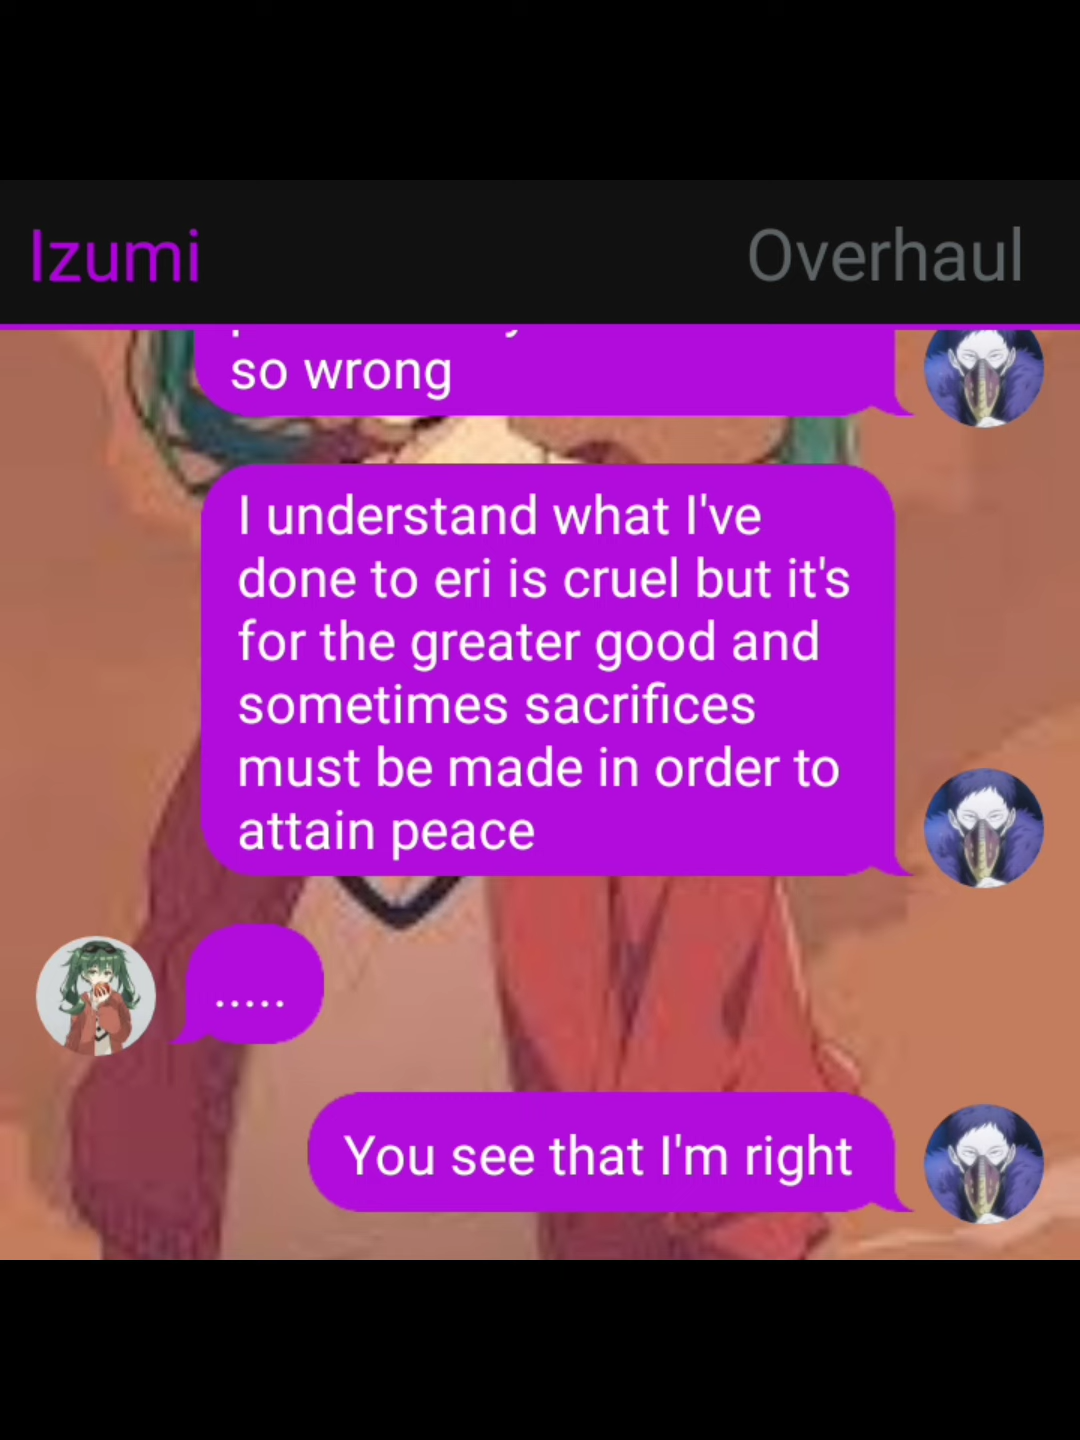 Izumi
Overhaul
so wrong
I understand what I've
done to eri is cruel but it's
for the greater good and
sometimes sacrifices
must be made in order to
attain peace
.....
You see that I'm right